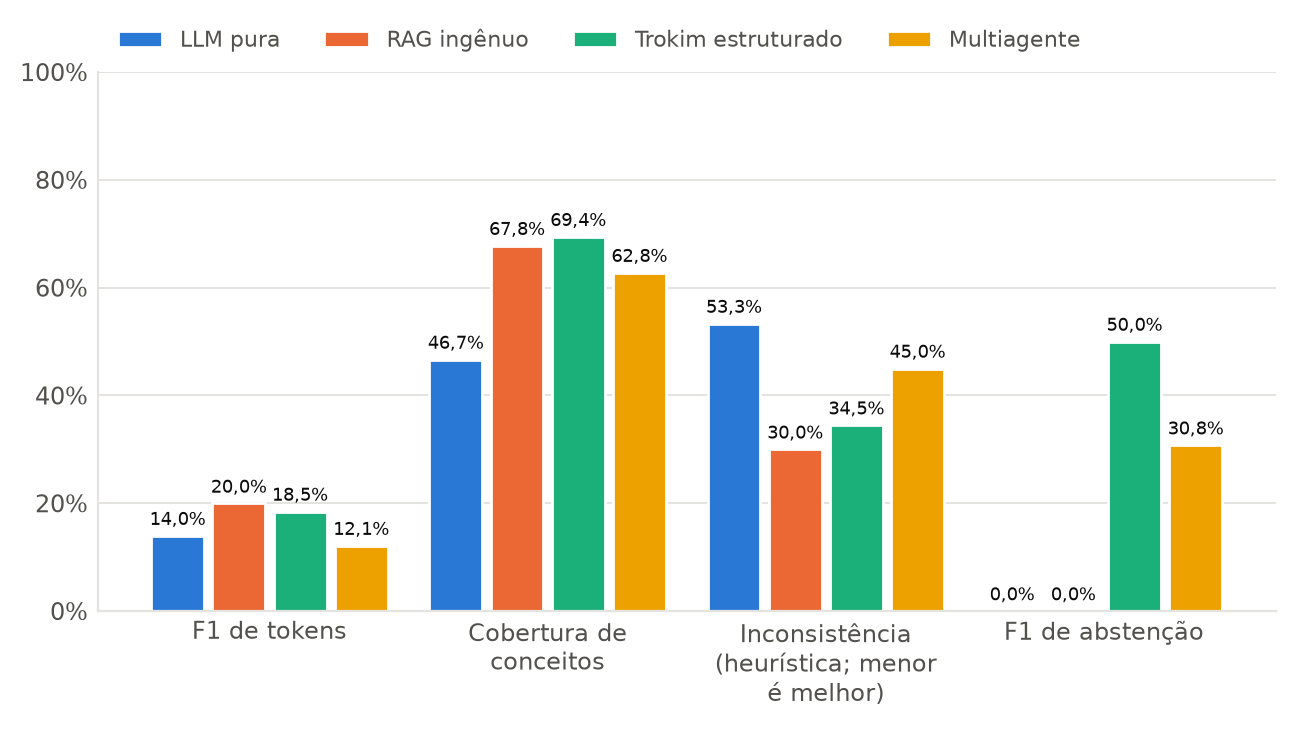 LLM pura RAG ingênuo Trokim estruturado Multiagente
100%
80%
60%
40%
20%
0%
14,0% 20,0% 18,5% 12,1%
46,7% 67,8% 69,4% 62,8%
53,3% 30,0% 34,5% 45,0%
0,0% 0,0% 50,0% 30,8%
F1 de tokens
Cobertura de
conceitos
Inconsistência
(heurística; menor
é melhor)
F1 de abstenção